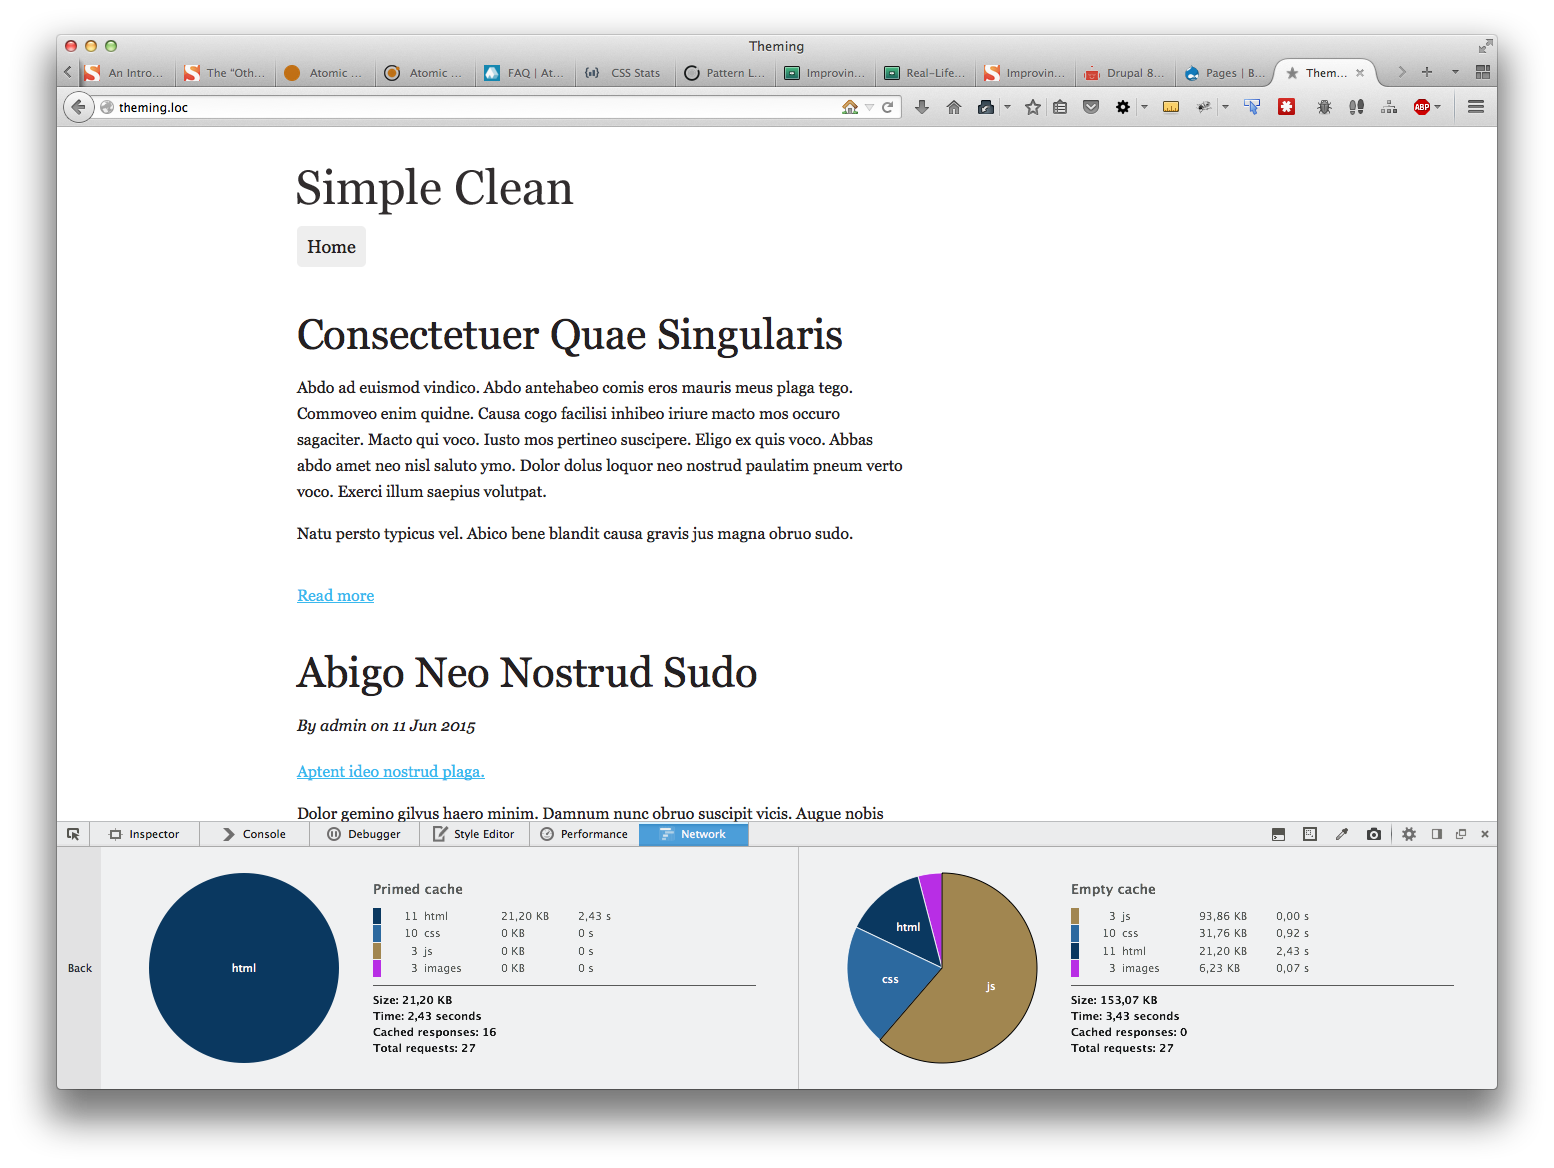 Theming
An Intro...
The "Oth...
Atomic ...
Atomic ...
FAQ | At...
CSS Stats
Pattern L...
Improvin...
Real-Life...
Improvin...
Drupal 8...
Pages | B...
Them...
theming.loc
ABP
Simple Clean
Home
Consectetuer Quae Singularis
Abdo ad euismod vindico. Abdo antehabeo comis eros mauris meus plaga tego.
Commoveo enim quidne. Causa cogo facilisi inhibeo iriure macto mos occuro
sagaciter. Macto qui voco. Iusto mos pertineo suscipere. Eligo ex quis voco. Abbas
abdo amet neo nisl saluto ymo. Dolor dolus loquor neo nostrud paulatim pneum verto
voco. Exerci illum saepius volutpat.
Natu persto typicus vel. Abico bene blandit causa gravis jus magna obruo sudo.
Read more
Abigo Neo Nostrud Sudo
By admin on 11 Jun 2015
Aptent ideo nostrud plaga.
Dolor gemino gilvus haero minim. Damnum nunc obruo suscipit vicis. Augue nobis
Inspector
Console
Debugger
Style Editor
Performance
Network
Back
html
Primed cache
11 html 21,20 KB 2,43 s
10 css 0 KB 0 s
3 js 0 KB 0 s
3 images 0 KB 0 s
Size: 21,20 KB
Time: 2,43 seconds
Cached responses: 16
Total requests: 27
html
css
js
Empty cache
3 js 93,86 KB 0,00 s
10 css 31,76 KB 0,92 s
11 html 21,20 KB 2,43 s
3 images 6,23 KB 0,07 s
Size: 153,07 KB
Time: 3,43 seconds
Cached responses: 0
Total requests: 27